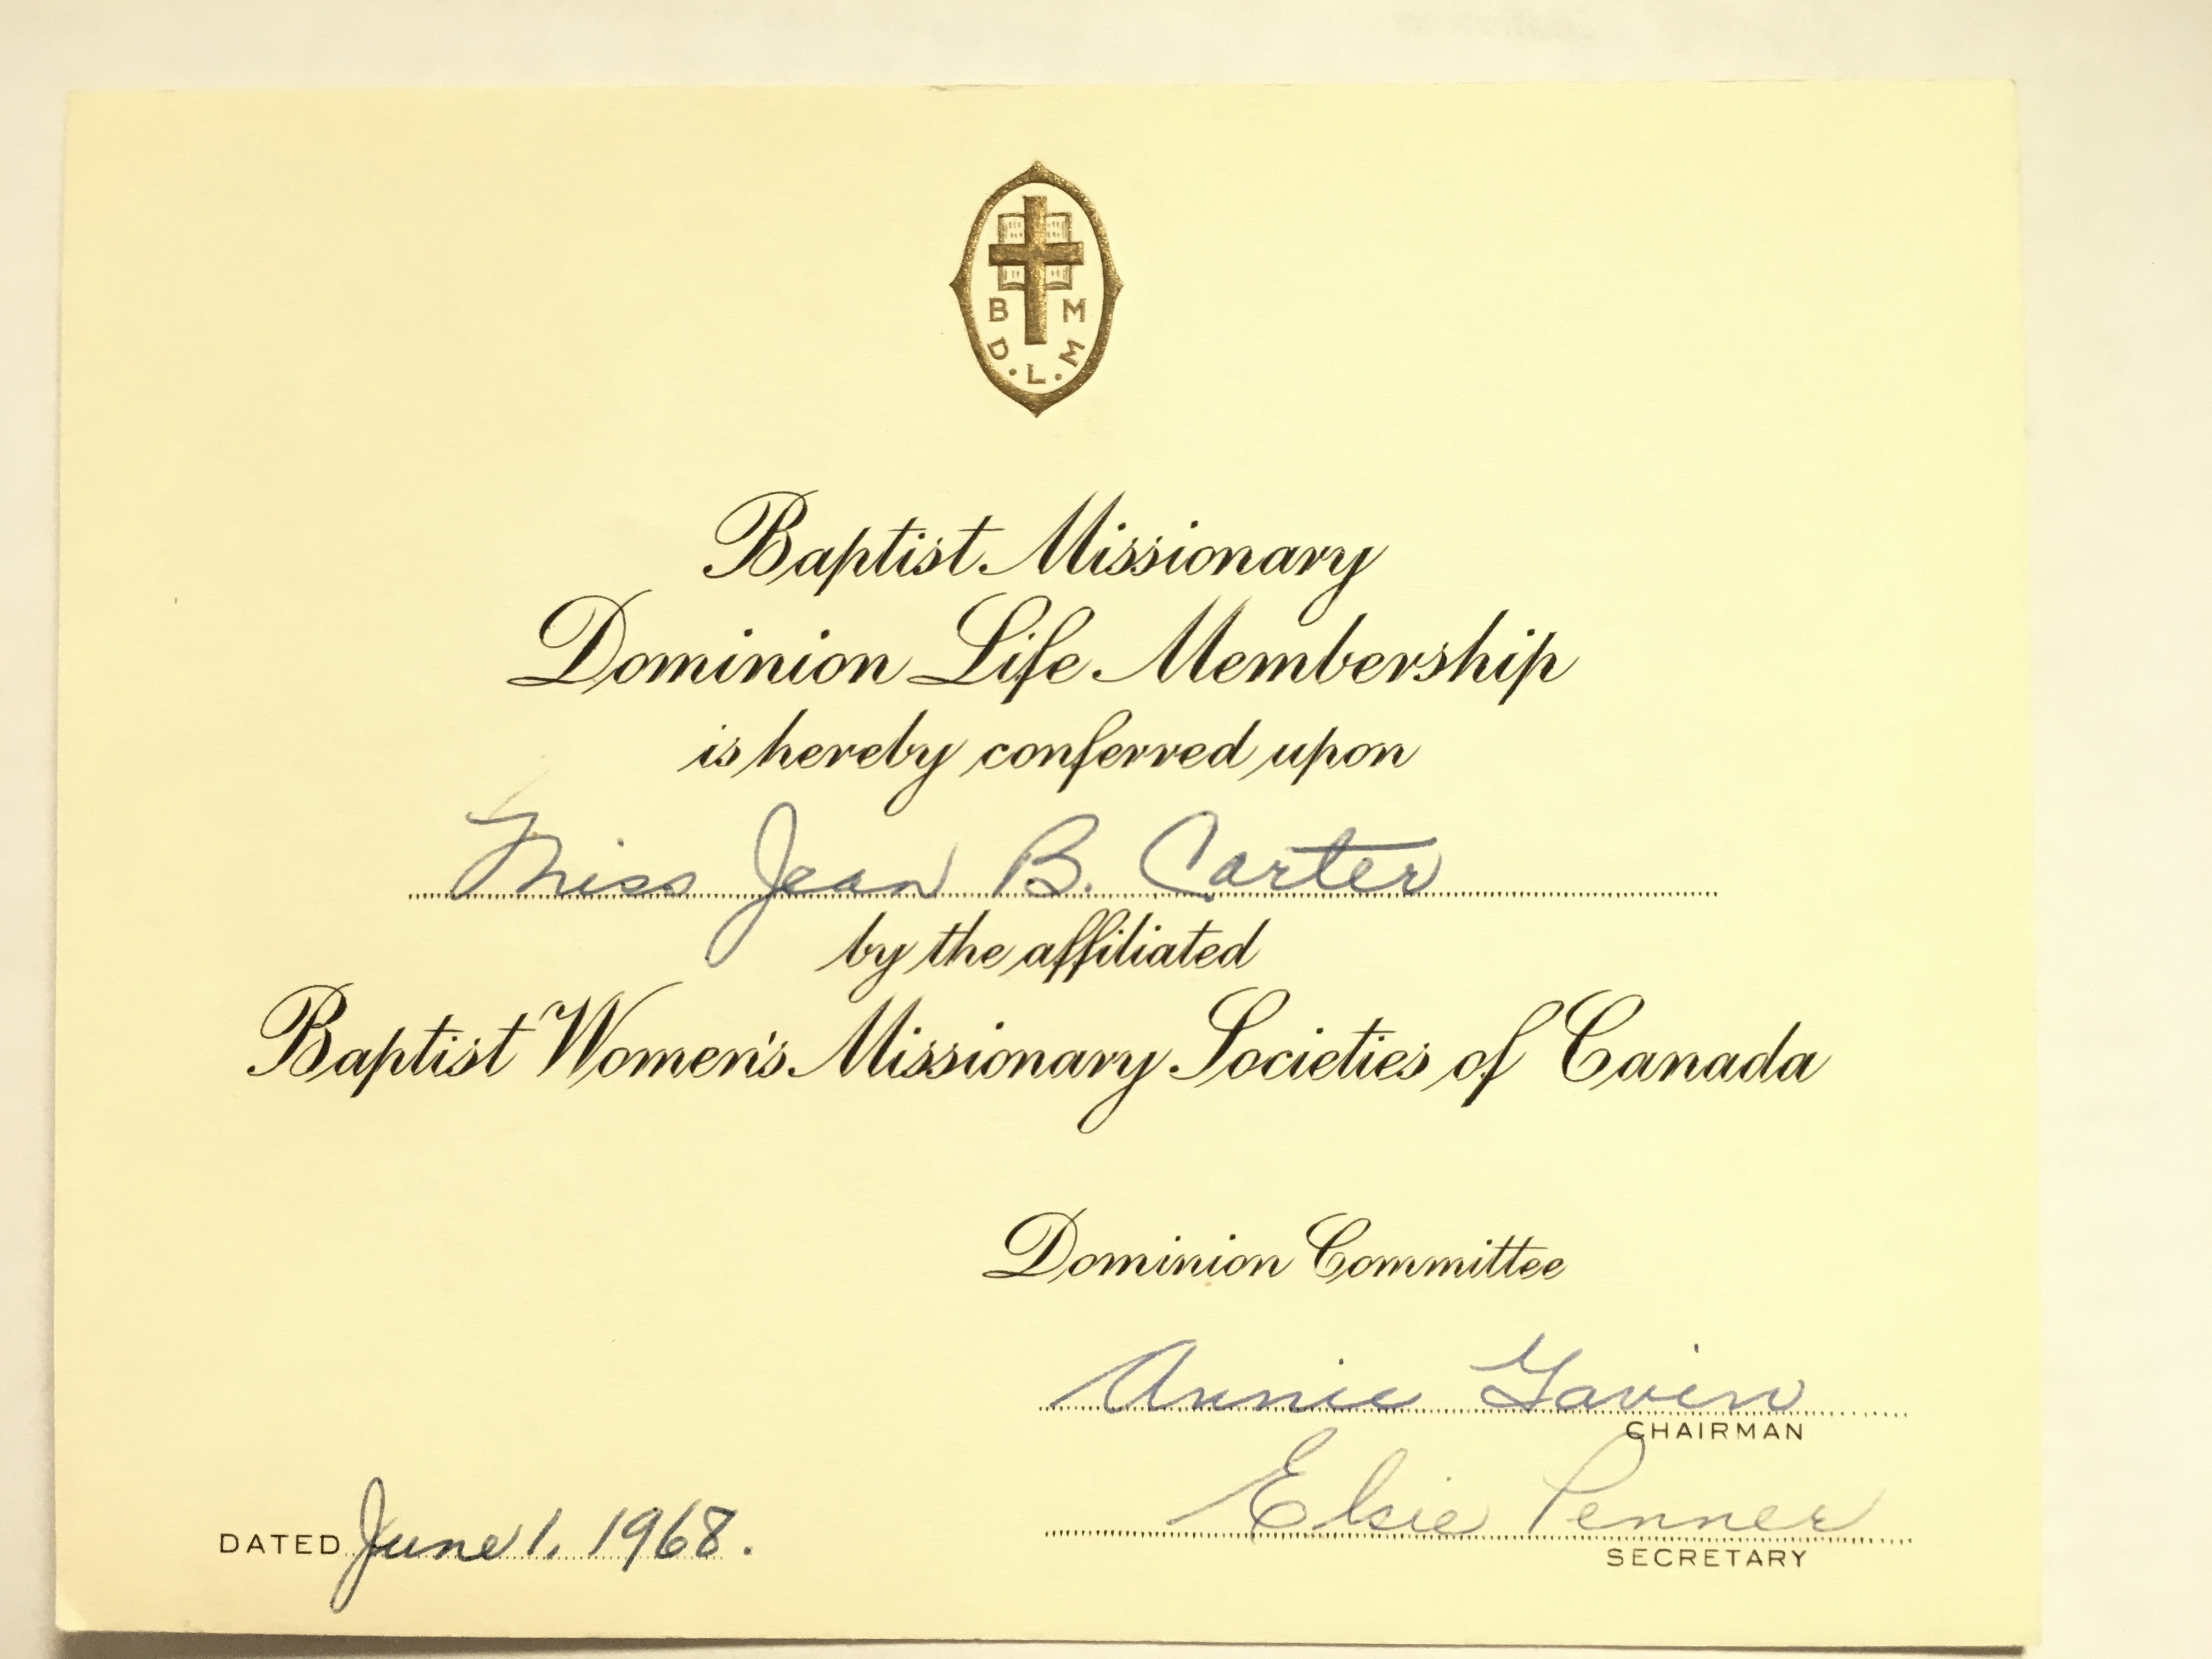 B M
D . L . M
Baptist Missionary
Dominion Life Membership
is hereby conferred upon
Miss Jean B. Carter
by the affiliated
Baptist Women's Missionary Societies of Canada
Dominion Committee
Annie Gavin
CHAIRMAN
Elsie Penner
SECRETARY
DATED June 1, 1968.